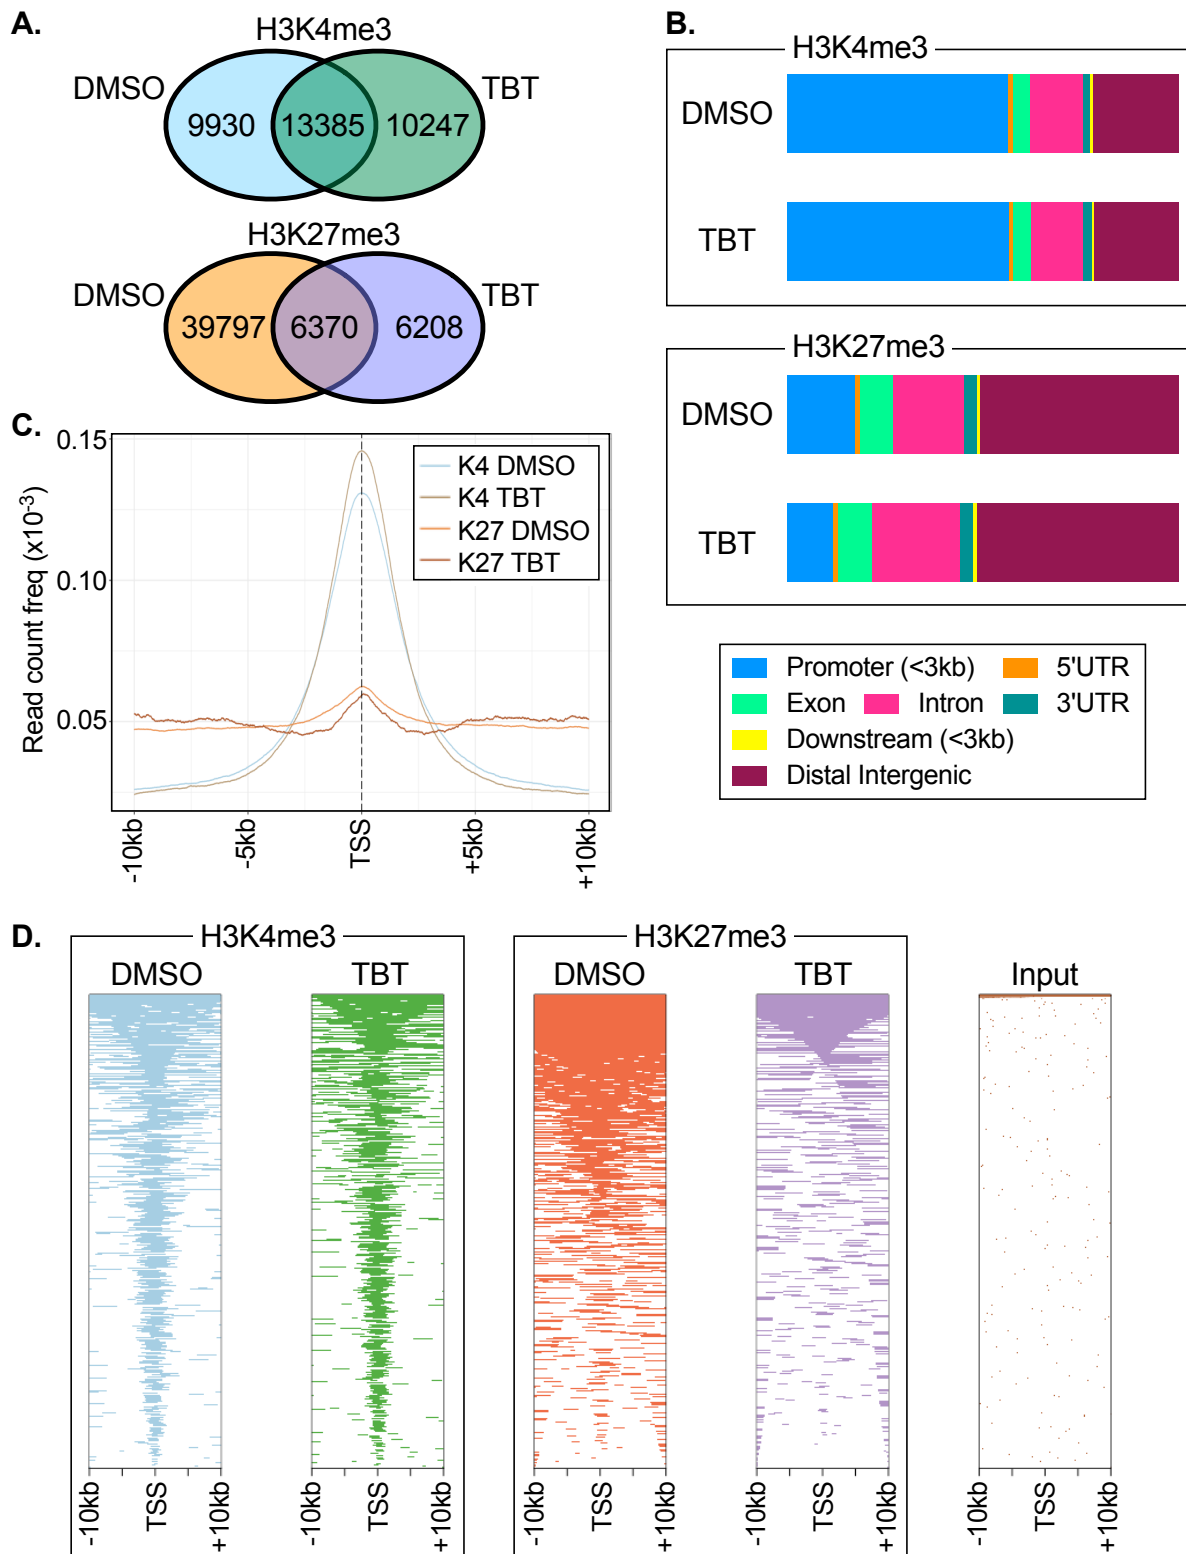 A.
H3K4me3
DMSO
TBT
9930
13385
10247
H3K27me3
DMSO
TBT
39797
6370
6208
B.
H3K4me3
DMSO
TBT
H3K27me3
DMSO
TBT
Promoter (<3kb)
5'UTR
Exon
Intron
3'UTR
Downstream (<3kb)
Distal Intergenic
C.
Read count freq (x10⁻³)
0.15
0.10
0.05
K4 DMSO
K4 TBT
K27 DMSO
K27 TBT
-10kb
-5kb
TSS
+5kb
+10kb
D.
H3K4me3
DMSO
TBT
H3K27me3
DMSO
TBT
Input
-10kb
TSS
+10kb
-10kb
TSS
+10kb
-10kb
TSS
+10kb
-10kb
TSS
+10kb
-10kb
TSS
+10kb